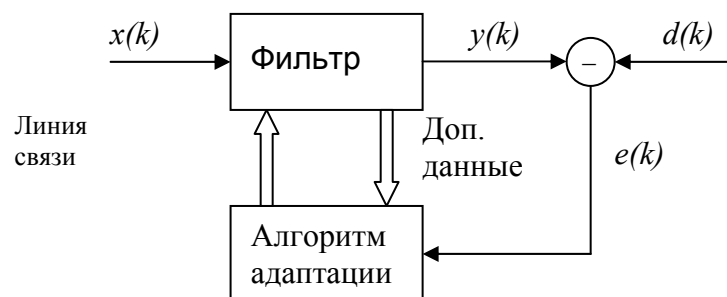 x(k)
Фильтр
y(k)
–
d(k)
Линия
связи
Доп.
данные
e(k)
Алгоритм
адаптации